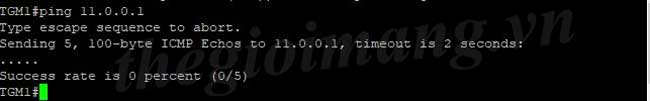 TGM1#ping 11.0.0.1
Type escape sequence to abort.
Sending 5, 100-byte ICMP Echos to 11.0.0.1, timeout is 2 seconds:
.....
Success rate is 0 percent (0/5)
TGM1#
thegioimang.vn